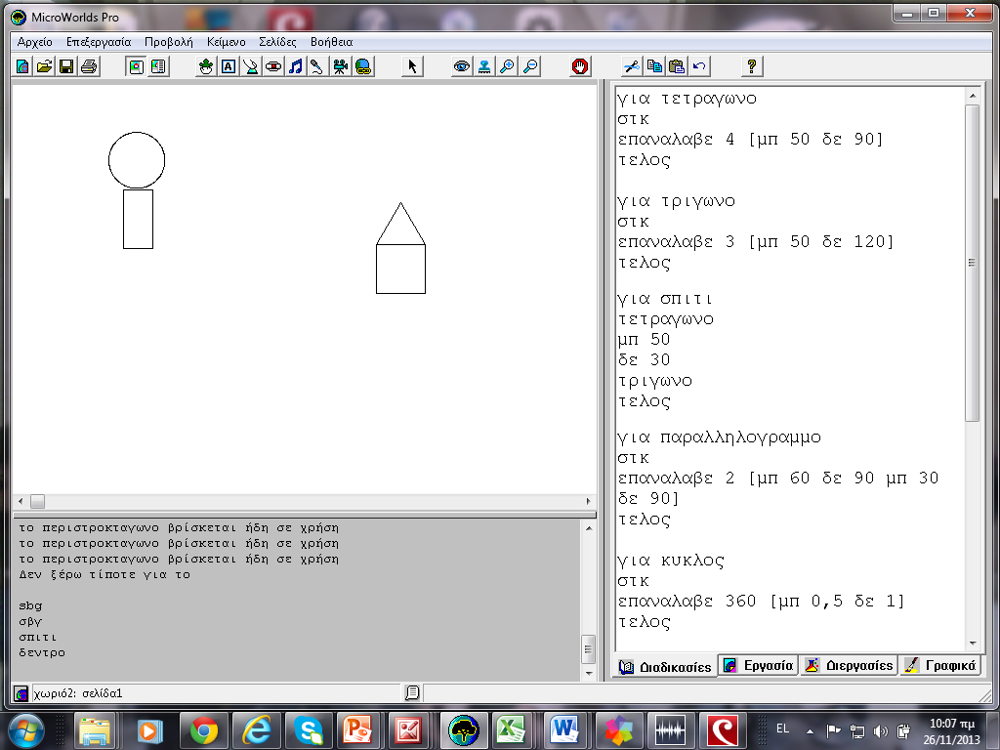 MicroWorlds Pro
Αρχείο Επεξεργασία Προβολή Κείμενο Σελίδες Βοήθεια
για τετραγωνο
στκ
επαναλαβε 4 [μπ 50 δε 90]
τελος
για τριγωνο
στκ
επαναλαβε 3 [μπ 50 δε 120]
τελος
για σπιτι
τετραγωνο
μπ 50
δε 30
τριγωνο
τελος
για παραλληλογραμμο
στκ
επαναλαβε 2 [μπ 60 δε 90 μπ 30
δε 90]
τελος
για κυκλος
στκ
επαναλαβε 360 [μπ 0,5 δε 1]
τελος
το περιστροκταγωνο βρίσκεται ήδη σε χρήση
το περιστροκταγωνο βρίσκεται ήδη σε χρήση
το περιστροκταγωνο βρίσκεται ήδη σε χρήση
Δεν ξέρω τίποτε για το
sbg
σβγ
σπιτι
δεντρο
Διαδικασίες Εργασία Διεργασίες Γραφικά
χωριό2: σελίδα1
EL
10:07 πμ
26/11/2013